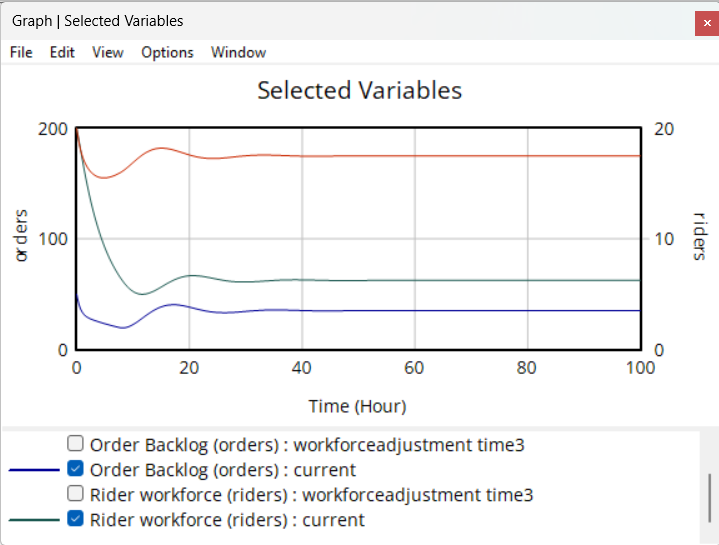 Graph | Selected Variables
File Edit View Options Window
Selected Variables
200 20
orders 100 10 riders
0 0
0 20 40 60 80 100
Time (Hour)
Order Backlog (orders) : workforceadjustment time3
Order Backlog (orders) : current
Rider workforce (riders) : workforceadjustment time3
Rider workforce (riders) : current